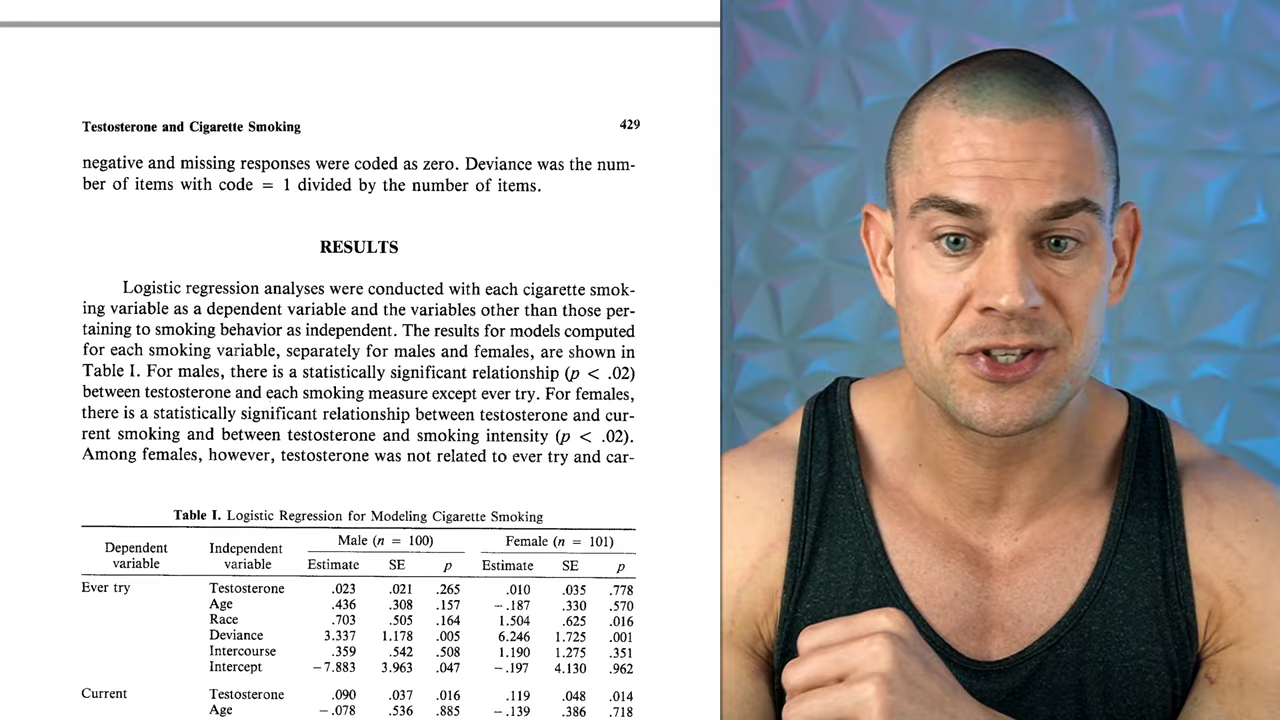 Testosterone and Cigarette Smoking 429
negative and missing responses were coded as zero. Deviance was the num-
ber of items with code = 1 divided by the number of items.
RESULTS
Logistic regression analyses were conducted with each cigarette smok-
ing variable as a dependent variable and the variables other than those per-
taining to smoking behavior as independent. The results for models computed
for each smoking variable, separately for males and females, are shown in
Table I. For males, there is a statistically significant relationship (p < .02)
between testosterone and each smoking measure except ever try. For females,
there is a statistically significant relationship between testosterone and cur-
rent smoking and between testosterone and smoking intensity (p < .02).
Among females, however, testosterone was not related to ever try and car-
Table I. Logistic Regression for Modeling Cigarette Smoking
Male (n = 100) Female (n = 101)
Dependent variable Independent variable Estimate SE p Estimate SE p
Ever try Testosterone .023 .021 .265 .010 .035 .778
Age .436 .308 .157 −.187 .330 .570
Race .703 .505 .164 1.504 .625 .016
Deviance 3.337 1.178 .005 6.246 1.725 .001
Intercourse .359 .542 .508 1.190 1.275 .351
Intercept −7.883 3.963 .047 −.197 4.130 .962
Current Testosterone .090 .037 .016 .119 .048 .014
Age −.078 .536 .885 −.139 .386 .718